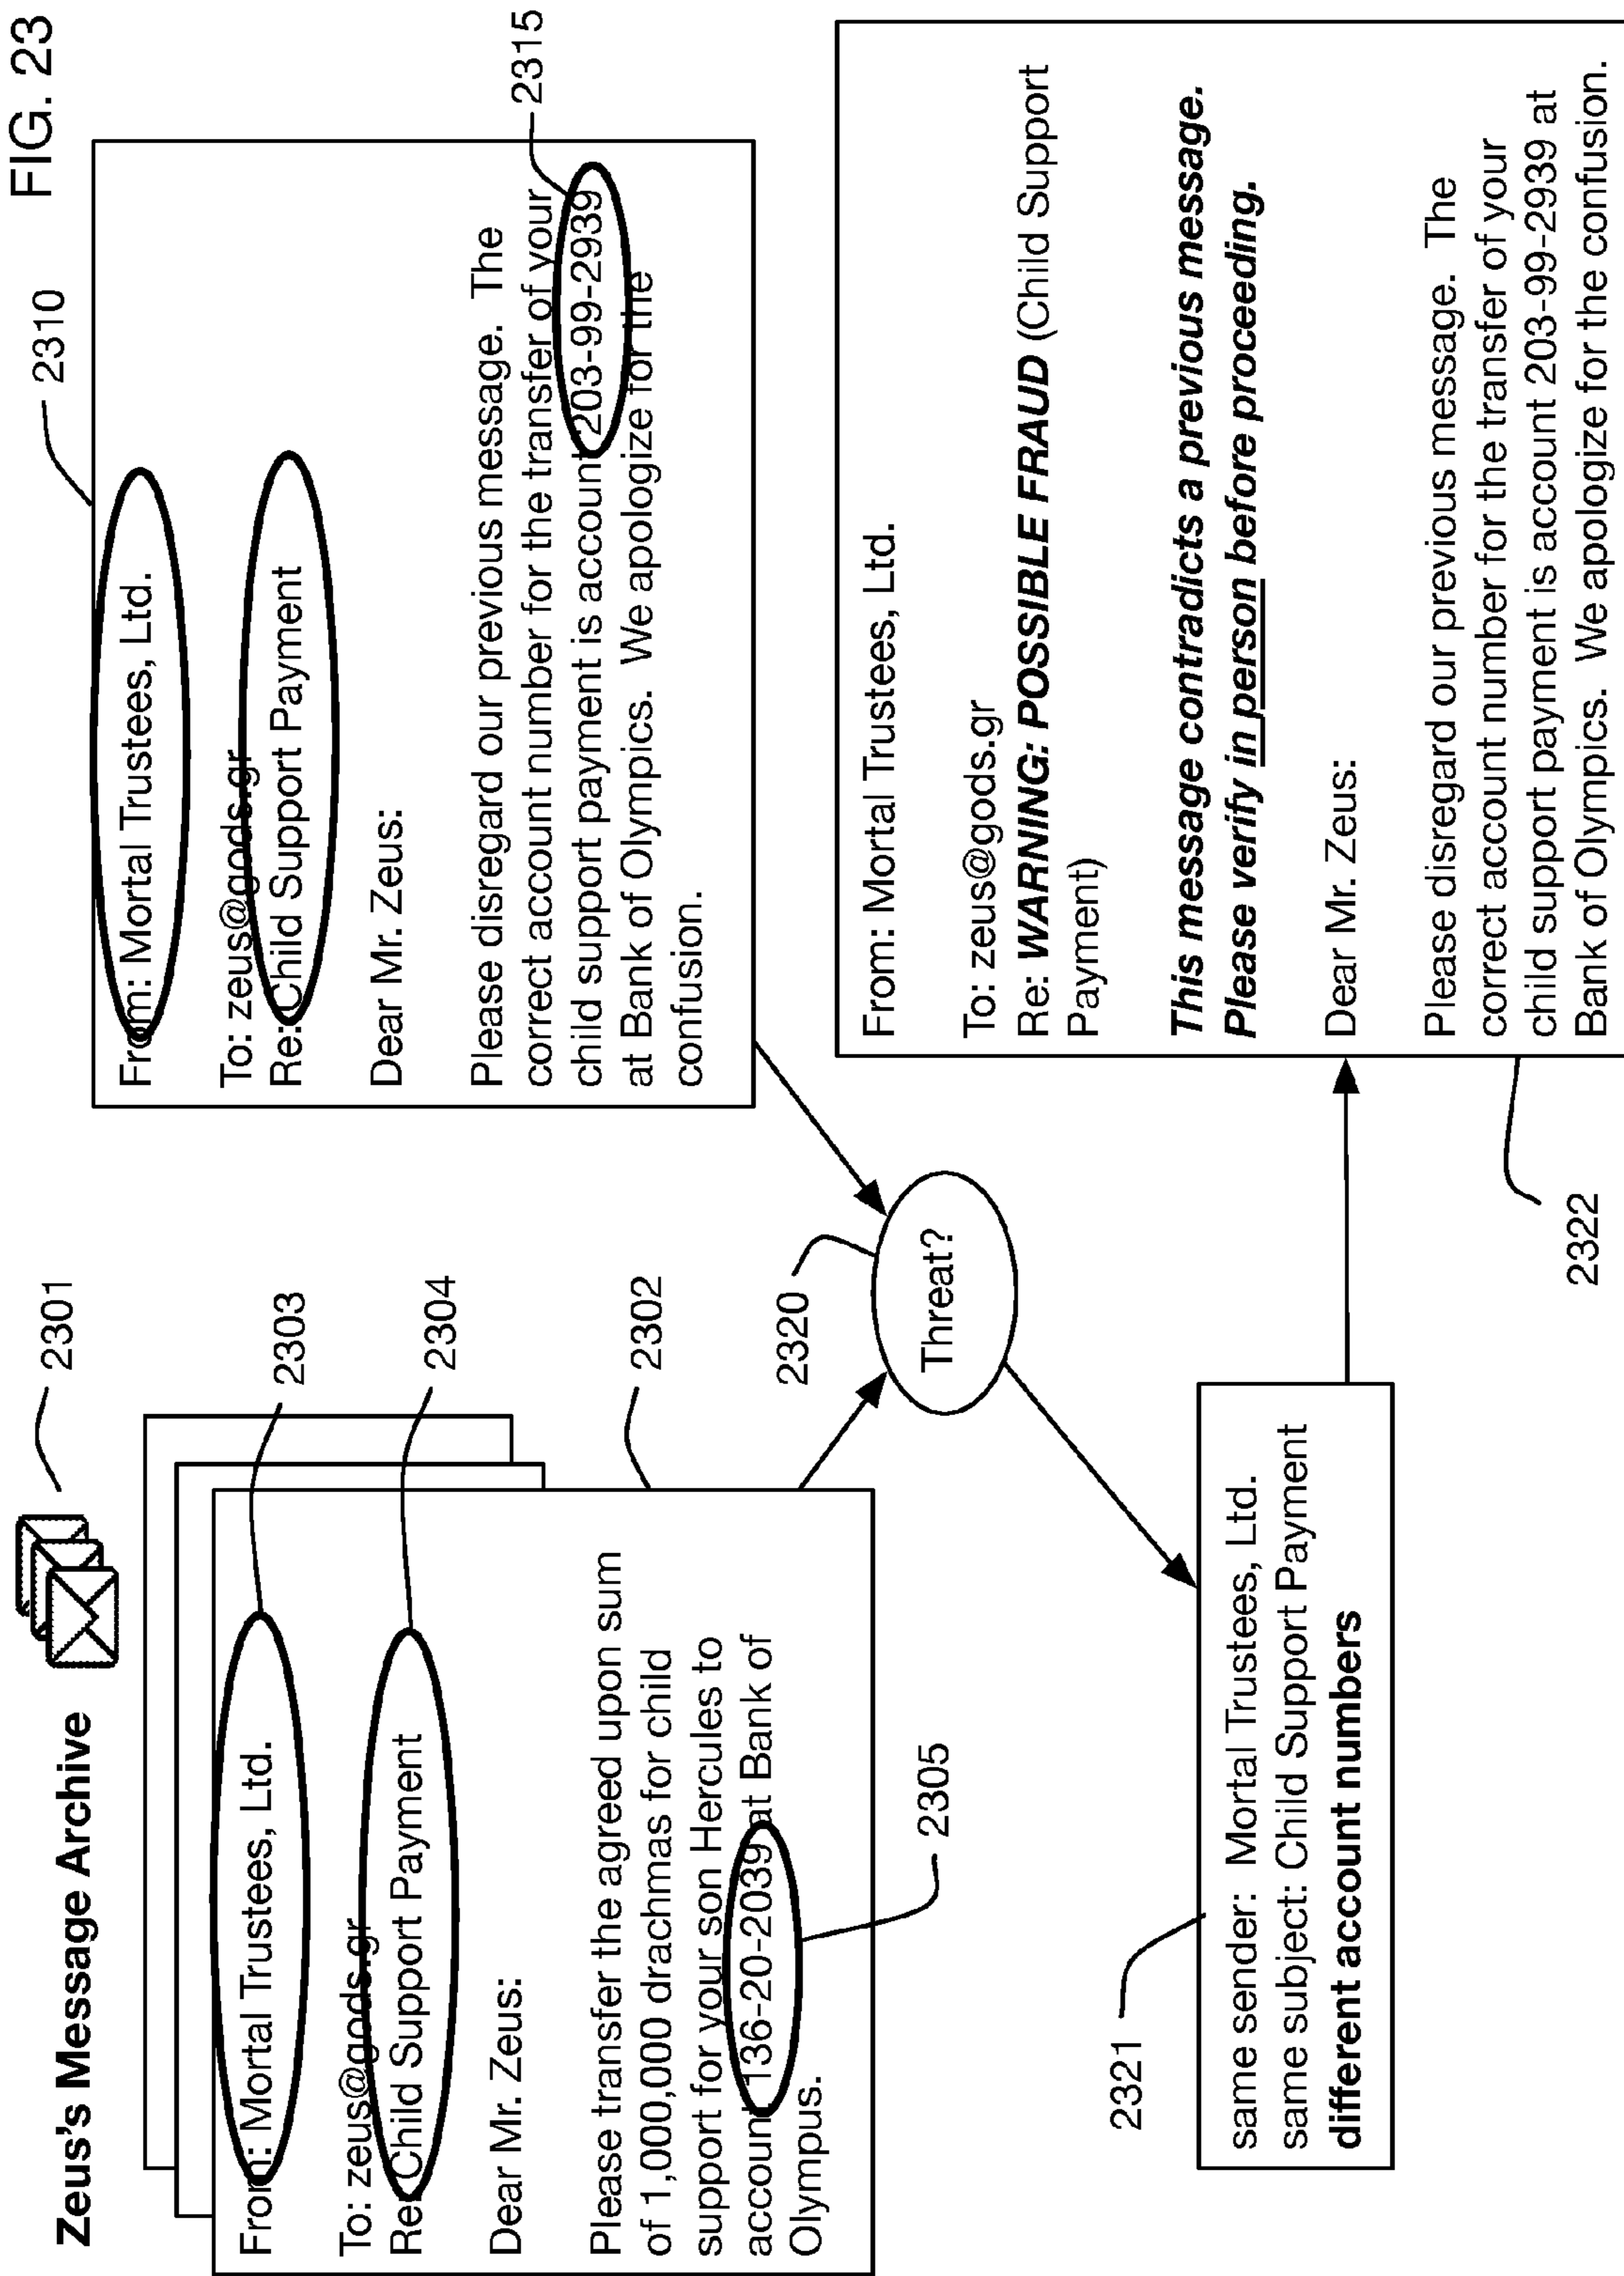 FIG. 23
Zeus's Message Archive
2301
From: Mortal Trustees, Ltd.
2303
To: zeus@gods.gr
Re: Child Support Payment
2304
Dear Mr. Zeus:
Please transfer the agreed upon sum
of 1,000,000 drachmas for child
support for your son Hercules to
account 136-20-2039 at Bank of
Olympus.
2302
2305
2310
From: Mortal Trustees, Ltd.
To: zeus@gods.gr
Re: Child Support Payment
Dear Mr. Zeus:
Please disregard our previous message. The
correct account number for the transfer of your
child support payment is account 203-99-2939
at Bank of Olympics. We apologize for the
confusion.
2315
2320
Threat?
2321
same sender: Mortal Trustees, Ltd.
same subject: Child Support Payment
different account numbers
From: Mortal Trustees, Ltd.
To: zeus@gods.gr
Re: WARNING: POSSIBLE FRAUD (Child Support
Payment)
This message contradicts a previous message.
Please verify in person before proceeding.
Dear Mr. Zeus:
Please disregard our previous message. The
correct account number for the transfer of your
child support payment is account 203-99-2939 at
Bank of Olympics. We apologize for the confusion.
2322